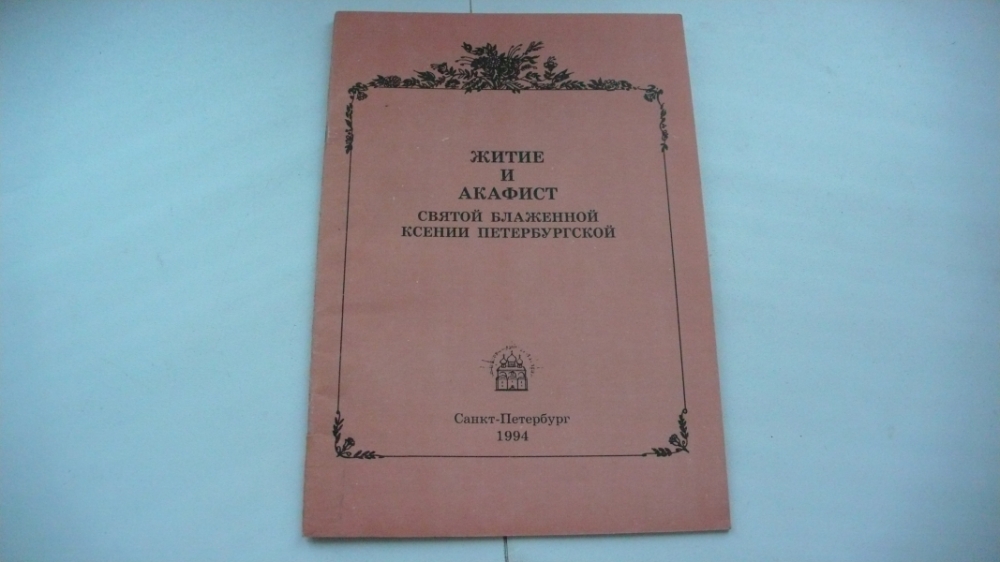 ЖИТИЕ
И
АКАФИСТ
СВЯТОЙ БЛАЖЕННОЙ
КСЕНИИ ПЕТЕРБУРГСКОЙ
Санкт-Петербург
1994